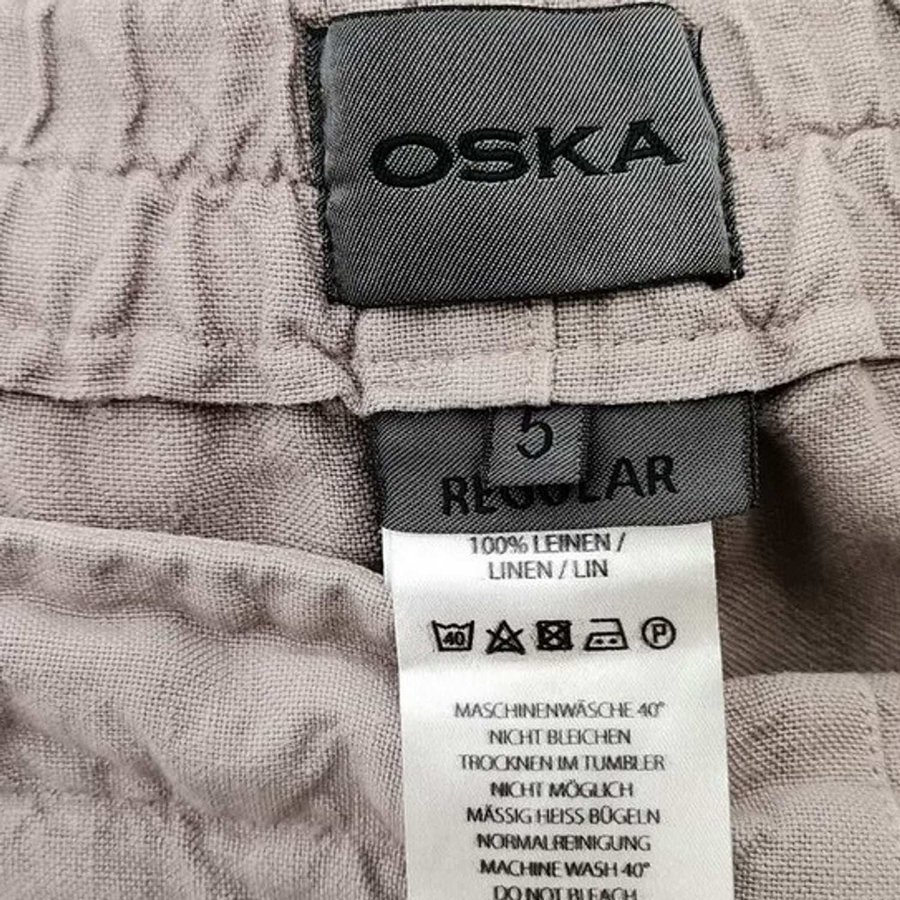 OSKA
5
REGULAR
100% LEINEN /
LINEN / LIN
40 P
MASCHINENWÄSCHE 40°
NICHT BLEICHEN
TROCKNEN IM TUMBLER
NICHT MÖGLICH
MÄSSIG HEISS BÜGELN
NORMALREINIGUNG
MACHINE WASH 40°
DO NOT BLEACH